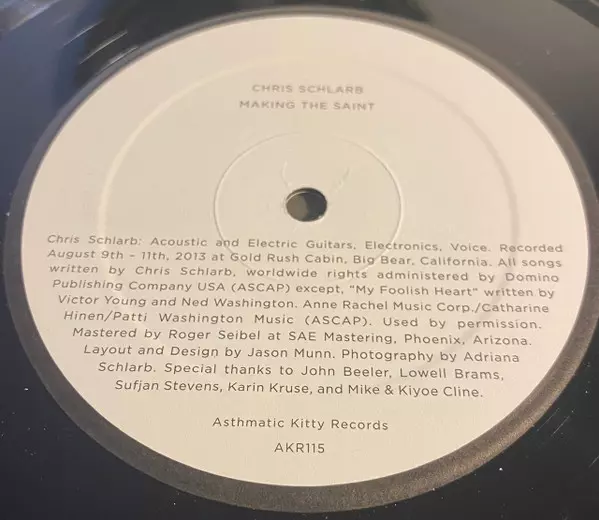 CHRIS SCHLARB
MAKING THE SAINT
Chris Schlarb: Acoustic and Electric Guitars, Electronics, Voice. Recorded
August 9th - 11th, 2013 at Gold Rush Cabin, Big Bear, California. All songs
written by Chris Schlarb, worldwide rights administered by Domino
Publishing Company USA (ASCAP) except, "My Foolish Heart" written by
Victor Young and Ned Washington. Anne Rachel Music Corp./Catharine
Hinen/Patti Washington Music (ASCAP). Used by permission.
Mastered by Roger Seibel at SAE Mastering, Phoenix, Arizona.
Layout and Design by Jason Munn. Photography by Adriana
Schlarb. Special thanks to John Beeler, Lowell Brams,
Sufjan Stevens, Karin Kruse, and Mike & Kiyoe Cline.
Asthmatic Kitty Records
AKR115